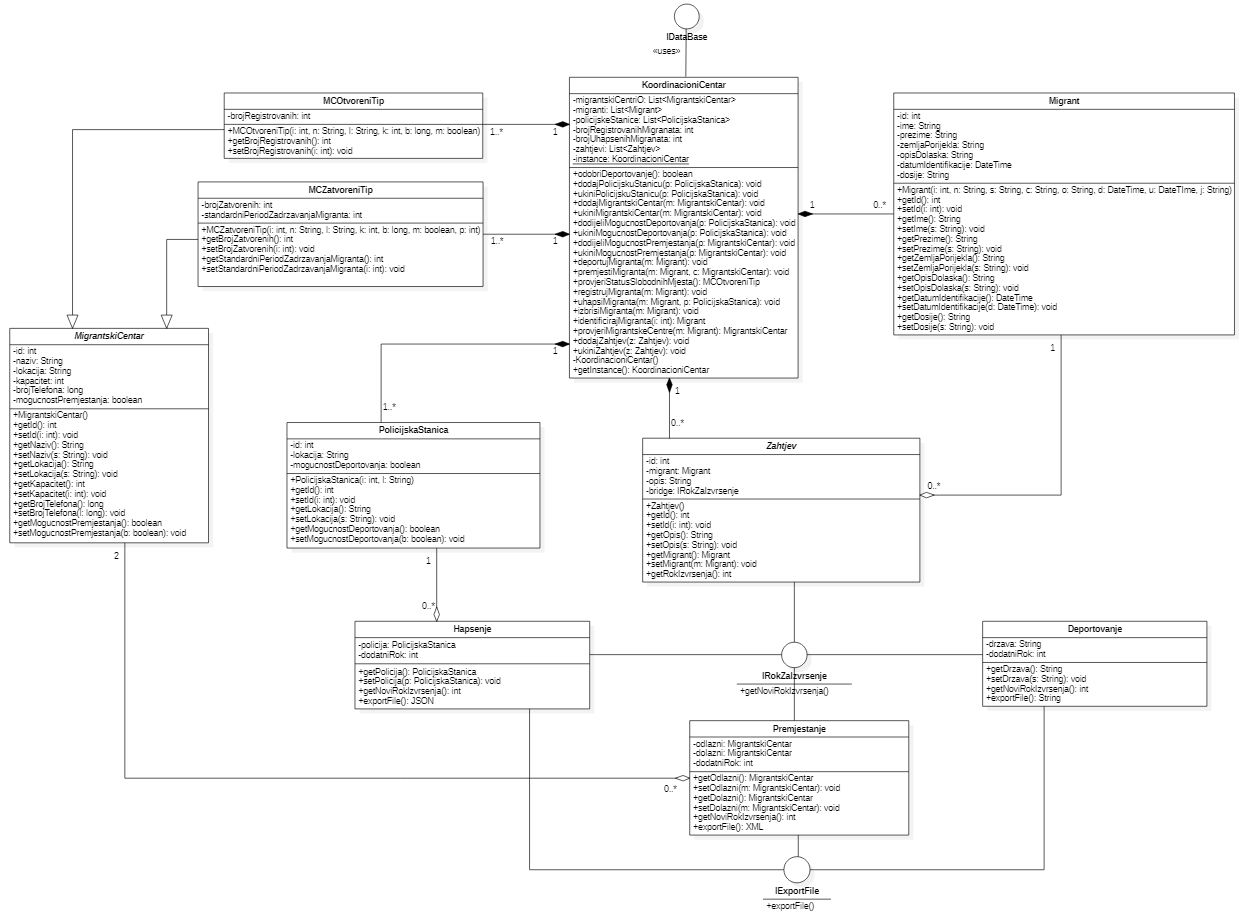 IDataBase
«uses»
KoordinacioniCentar
-migrantskiCentriO: List<MigrantskiCentar>
-migranti: List<Migrant>
-policijskeStanice: List<PolicijskaStanica>
-brojRegistrovanihMigranata: int
-brojUhapsenihMigranata: int
-zahtjevi: List<Zahtjev>
-instance: KoordinacioniCentar
+odobriDeportovanje(): boolean
+dodajPolicijskuStanicu(p: PolicijskaStanica): void
+ukiniPolicijskuStanicu(p: PolicijskaStanica): void
+dodajMigrantskiCentar(m: MigrantskiCentar): void
+ukiniMigrantskiCentar(m: MigrantskiCentar): void
+dodijeliMogucnostDeportovanja(p: PolicijskaStanica): void
+ukiniMogucnostDeportovanja(p: PolicijskaStanica): void
+dodijeliMogucnostPremjestanja(p: MigrantskiCentar): void
+ukiniMogucnostPremjestanja(p: MigrantskiCentar): void
+deportujMigranta(m: Migrant): void
+premjestiMigranta(m: Migrant, c: MigrantskiCentar): void
+provjeriStatusSlobodnihMjesta(): MCOtvoreniTip
+registrujMigranta(m: Migrant): void
+uhapsiMigranta(m: Migrant, p: PolicijskaStanica): void
+izbrisiMigranta(m: Migrant): void
+identificirajMigranta(i: int): Migrant
+provjeriMigrantskeCentre(m: Migrant): MigrantskiCentar
+dodajZahtjev(z: Zahtjev): void
+ukiniZahtjev(z: Zahtjev): void
-KoordinacioniCentar()
+getInstance(): KoordinacioniCentar
MCOtvoreniTip
-brojRegistrovanih: int
+MCOtvoreniTip(i: int, n: String, l: String, k: int, b: long, m: boolean)
+getBrojRegistrovanih(): int
+setBrojRegistrovanih(i: int): void
1..*
1
MCZatvoreniTip
-brojZatvorenih: int
-standardniPeriodZadrzavanjaMigranta: int
+MCZatvoreniTip(i: int, n: String, l: String, k: int, b: long, m: boolean, p: int)
+getBrojZatvorenih(): int
+setBrojZatvorenih(i: int): void
+getStandardniPeriodZadrzavanjaMigranta(): int
+setStandardniPeriodZadrzavanjaMigranta(i: int): void
1..*
1
Migrant
-id: int
-ime: String
-prezime: String
-zemljaPorijekla: String
-opisDolaska: String
-datumIdentifikacije: DateTime
-dosije: String
+Migrant(i: int, n: String, s: String, c: String, o: String, d: DateTime, u: DateTIme, j: String)
+getId(): int
+setId(i: int): void
+getIme(): String
+setIme(s: String): void
+getPrezime(): String
+setPrezime(s: String): void
+getZemljaPorijekla(): String
+setZemljaPorijekla(s: String): void
+getOpisDolaska(): String
+setOpisDolaska(s: String): void
+getDatumIdentifikacije(): DateTime
+setDatumIdentifikacije(d: DateTime): void
+getDosije(): String
+setDosije(s: String): void
1
0..*
1
MigrantskiCentar
-id: int
-naziv: String
-lokacija: String
-kapacitet: int
-brojTelefona: long
-mogucnostPremjestanja: boolean
+MigrantskiCentar()
+getId(): int
+setId(i: int): void
+getNaziv(): String
+setNaziv(s: String): void
+getLokacija(): String
+setLokacija(s: String): void
+getKapacitet(): int
+setKapacitet(i: int): void
+getBrojTelefona(): long
+setBrojTelefona(l: long): void
+getMogucnostPremjestanja(): boolean
+setMogucnostPremjestanja(b: boolean): void
2
1
1..*
PolicijskaStanica
-id: int
-lokacija: String
-mogucnostDeportovanja: boolean
+PolicijskaStanica(i: int, l: String)
+getId(): int
+setId(i: int): void
+getLokacija(): String
+setLokacija(s: String): void
+getMogucnostDeportovanja(): boolean
+setMogucnostDeportovanja(b: boolean): void
1
0..*
1
0..*
Zahtjev
-id: int
-migrant: Migrant
-opis: String
-bridge: IRokZaIzvrsenje
+Zahtjev()
+getId(): int
+setId(i: int): void
+getOpis(): String
+setOpis(s: String): void
+getMigrant(): Migrant
+setMigrant(m: Migrant): void
+getRokIzvrsenja(): int
0..*
Hapsenje
-policija: PolicijskaStanica
-dodatniRok: int
+getPolicija(): PolicijskaStanica
+setPolicija(p: PolicijskaStanica): void
+getNoviRokIzvrsenja(): int
+exportFile(): JSON
IRokZaIzvrsenje
+getNoviRokIzvrsenja()
Deportovanje
-drzava: String
-dodatniRok: int
+getDrzava(): String
+setDrzava(s: String): void
+getNoviRokIzvrsenja(): int
+exportFile(): String
Premjestanje
-odlazni: MigrantskiCentar
-dolazni: MigrantskiCentar
-dodatniRok: int
+getOdlazni(): MigrantskiCentar
+setOdlazni(m: MigrantskiCentar): void
+getDolazni(): MigrantskiCentar
+setDolazni(m: MigrantskiCentar): void
+getNoviRokIzvrsenja(): int
+exportFile(): XML
0..*
IExportFile
+exportFile()